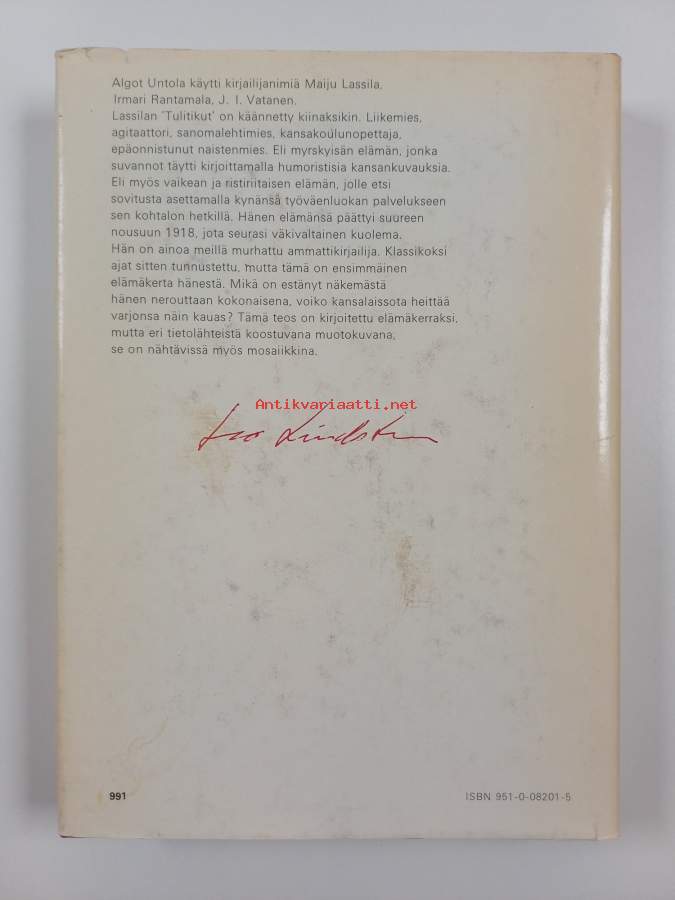 Algot Untola käytti kirjailijanimiä Maiju Lassila,
Irmari Rantamala, J. I. Vatanen.
Lassilan 'Tulitikut' on käännetty kiinaksikin. Liikemies,
agitaattori, sanomalehtimies, kansakoulunopettaja,
epäonnistunut naistenmies. Eli myrskyisän elämän, jonka
suvannot täytti kirjoittamalla humoristisia kansankuvauksia.
Eli myös vaikean ja ristiriitaisen elämän, jolle etsi
sovitusta asettamalla kynänsä työväenluokan palvelukseen
sen kohtalon hetkillä. Hänen elämänsä päättyi suureen
nousuun 1918, jota seurasi väkivaltainen kuolema.
Hän on ainoa meillä murhattu ammattikirjailija. Klassikoksi
ajat sitten tunnustettu, mutta tämä on ensimmäinen
elämäkerta hänestä. Mikä on estänyt näkemästä
hänen nerouttaan kokonaisena, voiko kansalaissota heittää
varjonsa näin kauas? Tämä teos on kirjoitettu elämäkerraksi,
mutta eri tietolähteistä koostuvana muotokuvana,
se on nähtävissä myös mosaiikkina.
Antikvariaatti.net
991
ISBN 951-0-08201-5